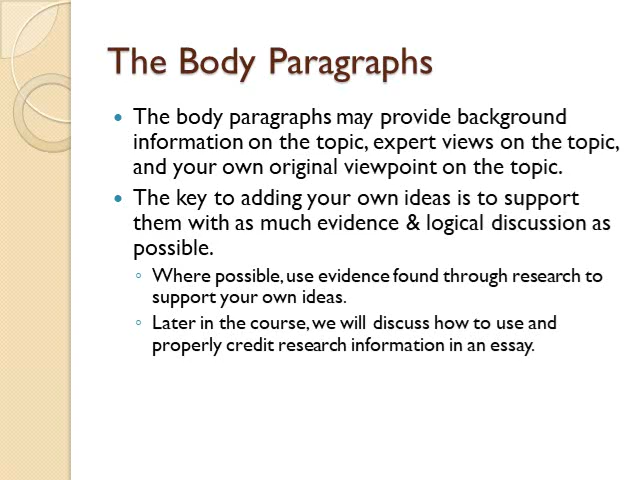 The Body Paragraphs
• The body paragraphs may provide background
information on the topic, expert views on the topic,
and your own original viewpoint on the topic.
• The key to adding your own ideas is to support
them with as much evidence & logical discussion as
possible.
◦ Where possible, use evidence found through research to
support your own ideas.
◦ Later in the course, we will discuss how to use and
properly credit research information in an essay.